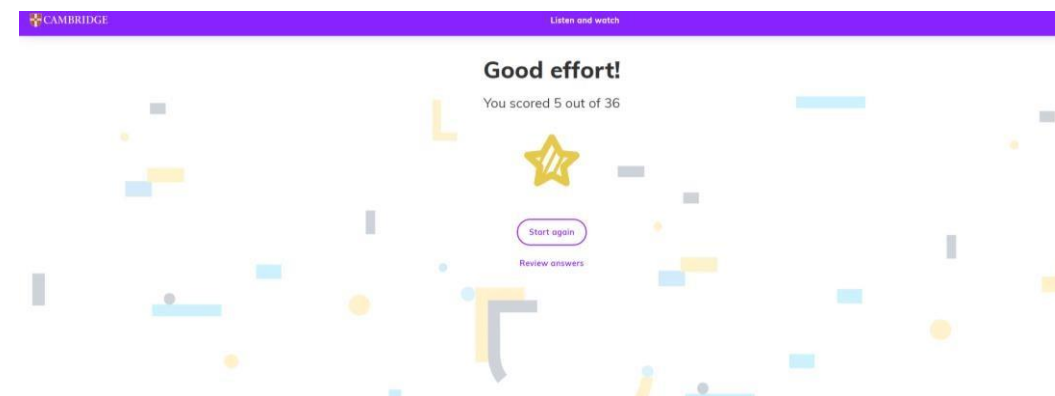 CAMBRIDGE
Listen and watch
Good effort!
You scored 5 out of 36
Start again
Review answers